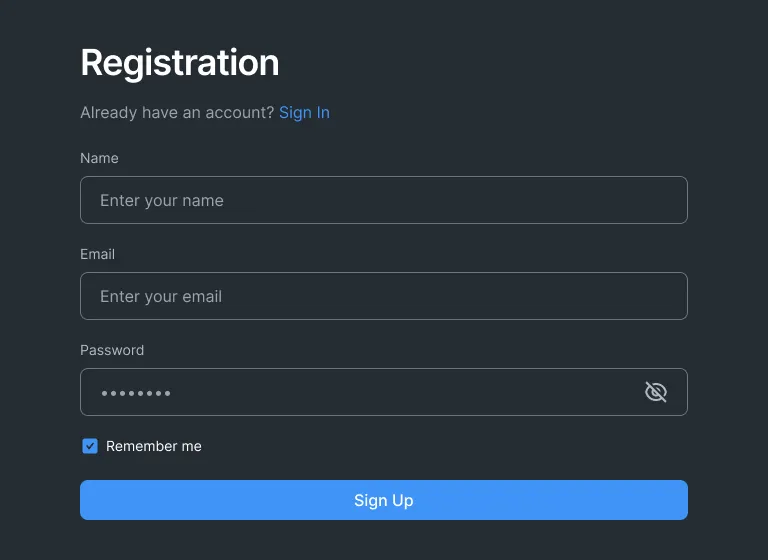 Registration
Already have an account? Sign In
Name
Enter your name
Email
Enter your email
Password
••••••••
Remember me
Sign Up